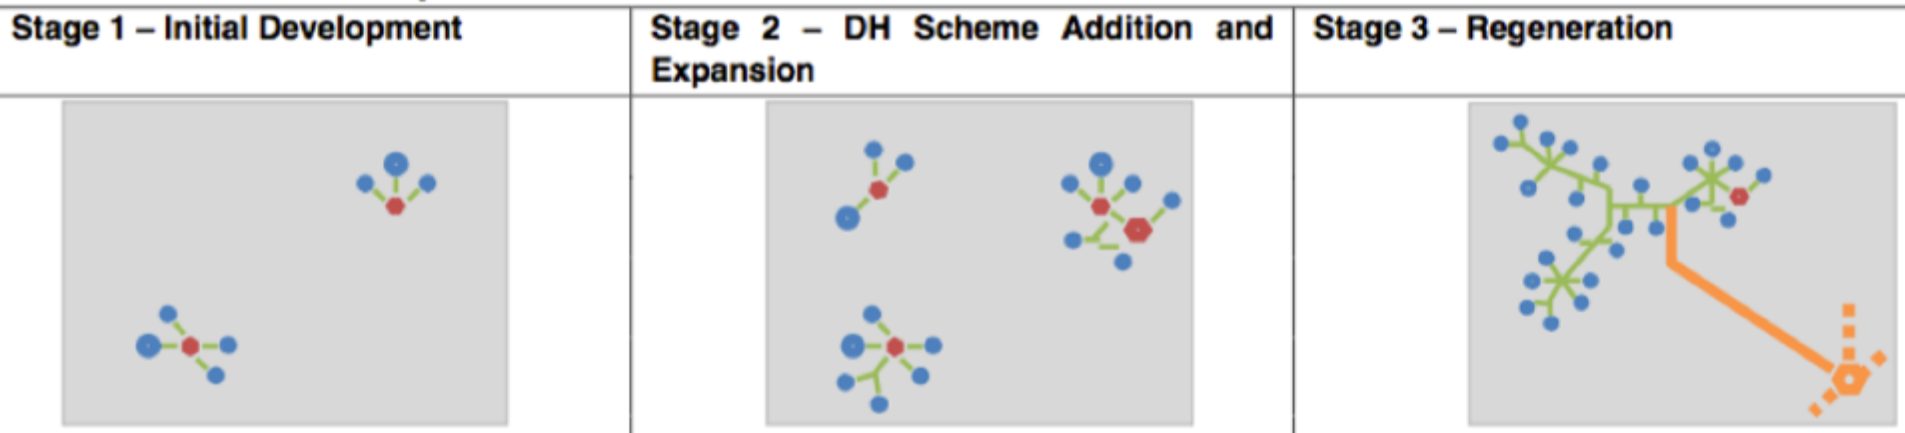 Stage 1 – Initial Development
Stage 2 – DH Scheme Addition and
Expansion
Stage 3 – Regeneration